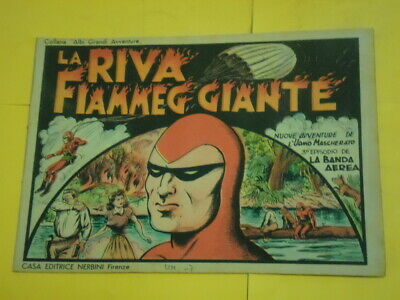 Collana "Albi Grandi Avventure"
LA RIVA
FIAMMEGGIANTE
NUOVE AVVENTURE DE
L'UOMO MASCHERATO
3º EPISODIO DE
LA BANDA
AEREA
CASA EDITRICE NERBINI Firenze